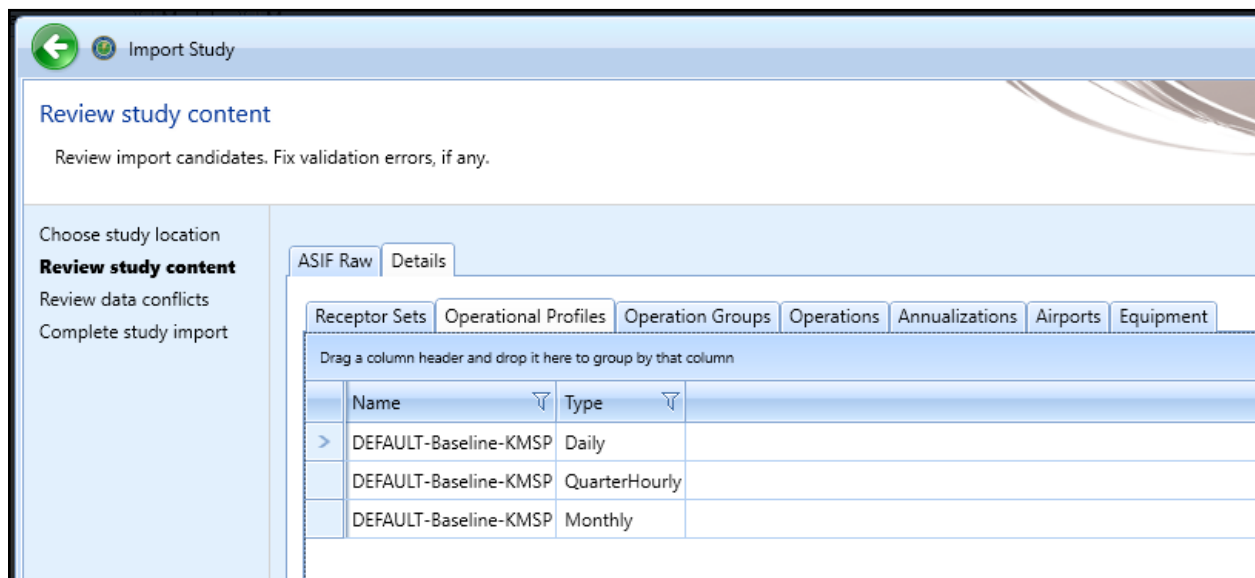 Import Study
Review study content
Review import candidates. Fix validation errors, if any.
Choose study location
Review study content
Review data conflicts
Complete study import
ASIF Raw Details
Receptor Sets Operational Profiles Operation Groups Operations Annualizations Airports Equipment
Drag a column header and drop it here to group by that column
Name Type
DEFAULT-Baseline-KMSP Daily
DEFAULT-Baseline-KMSP QuarterHourly
DEFAULT-Baseline-KMSP Monthly